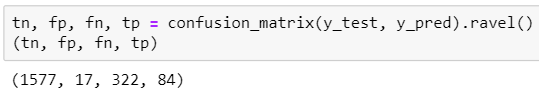 tn, fp, fn, tp = confusion_matrix(y_test, y_pred).ravel()
(tn, fp, fn, tp)
(1577, 17, 322, 84)